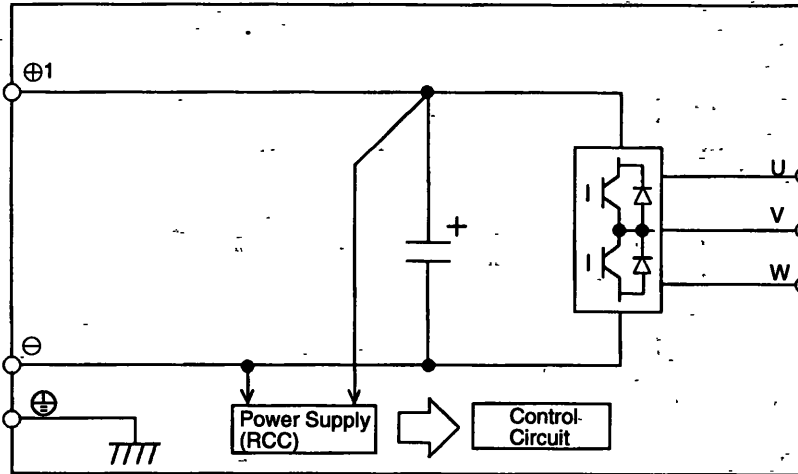 ⊕1
+
U
V
W
⊖
Power Supply
(RCC)
Control
Circuit